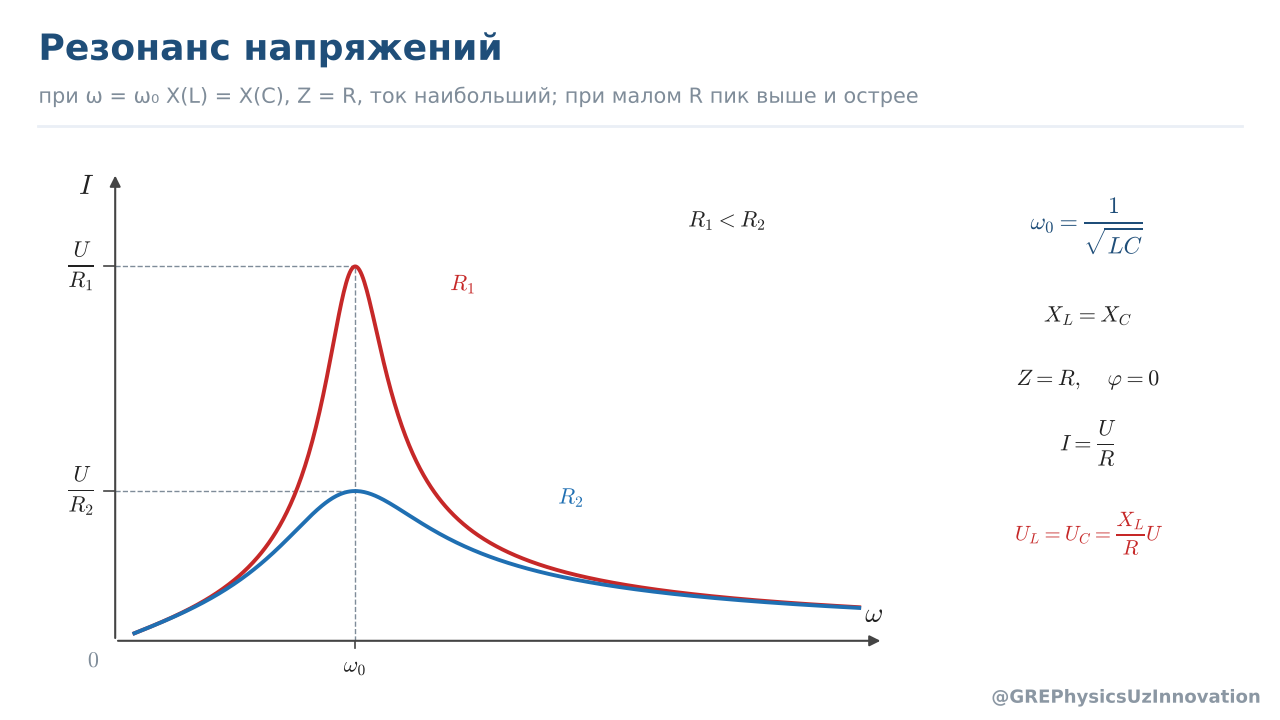 Резонанс напряжений
при ω = ω₀ X(L) = X(C), Z = R, ток наибольший; при малом R пик выше и острее
I
U/R₁
U/R₂
0
ω₀
ω
R₁ < R₂
R₁
R₂
ω₀ = 1/√LC
X_L = X_C
Z = R, φ = 0
I = U/R
U_L = U_C = X_L/R U
@GREPhysicsUzInnovation